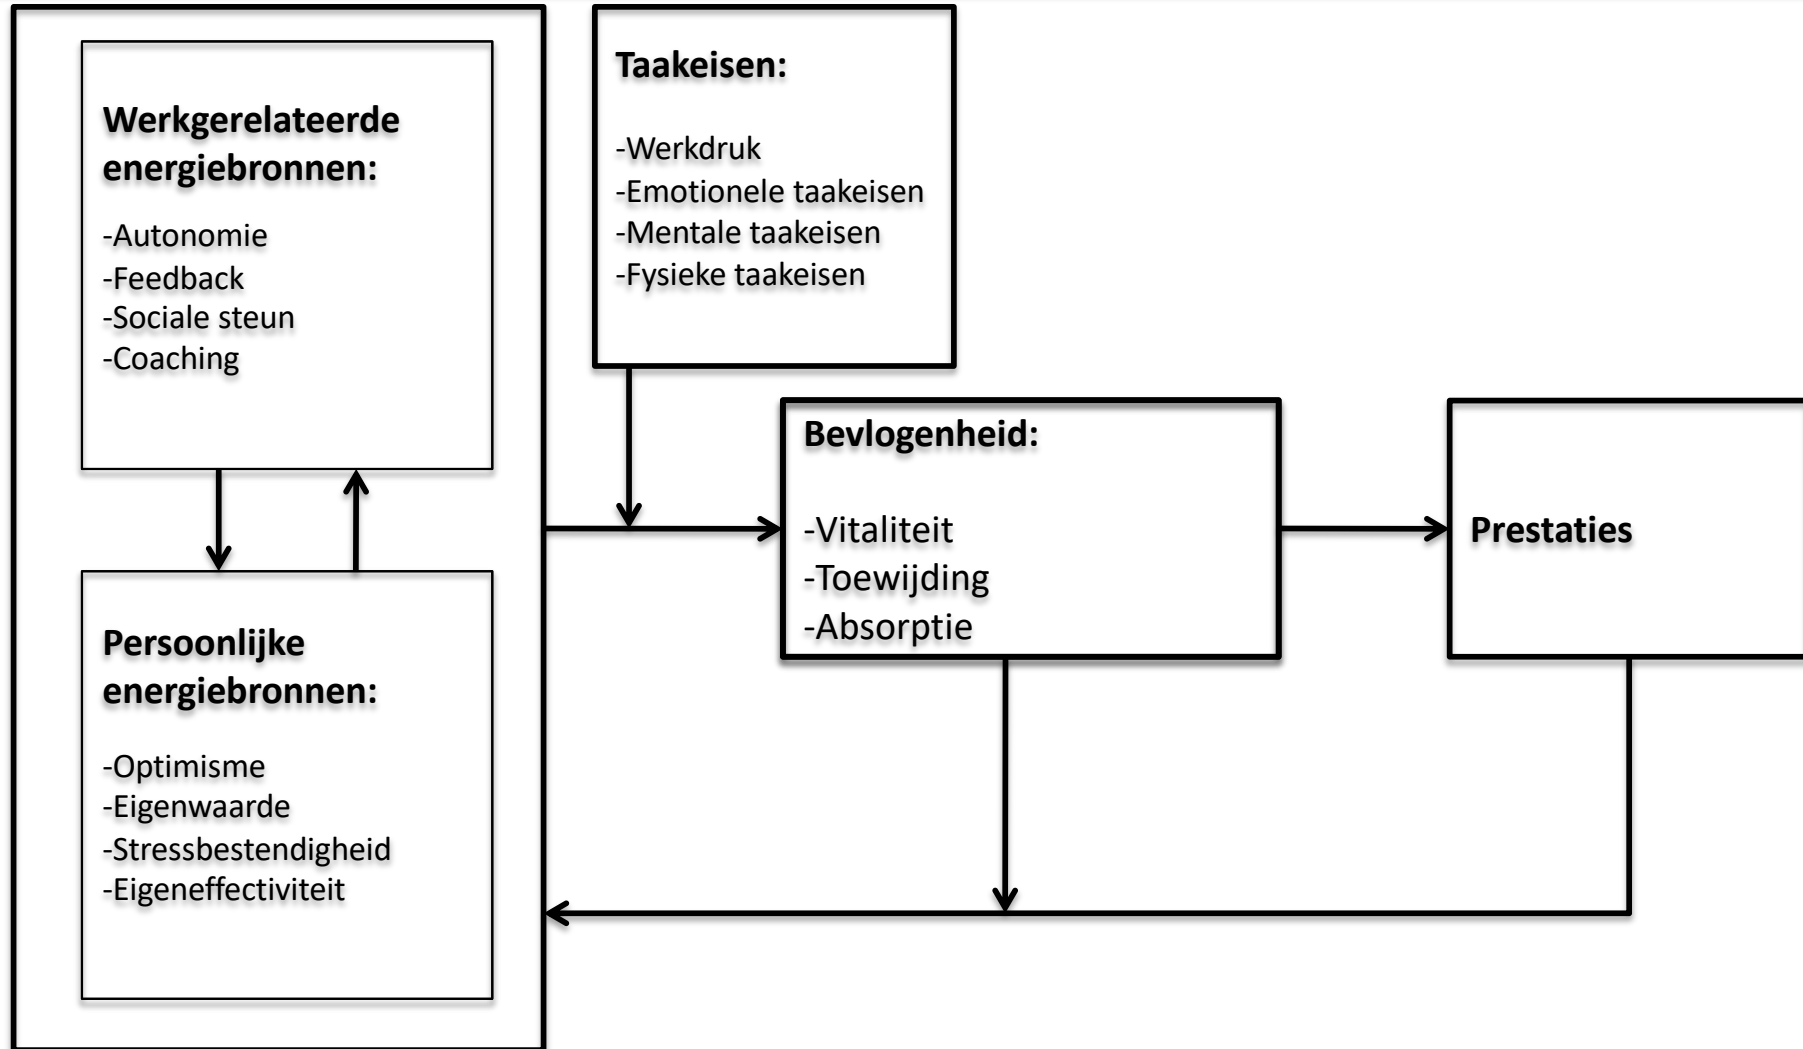 Werkgerelateerde
energiebronnen:
-Autonomie
-Feedback
-Sociale steun
-Coaching
Persoonlijke
energiebronnen:
-Optimisme
-Eigenwaarde
-Stressbestendigheid
-Eigeneffectiviteit
Taakeisen:
-Werkdruk
-Emotionele taakeisen
-Mentale taakeisen
-Fysieke taakeisen
Bevlogenheid:
-Vitaliteit
-Toewijding
-Absorptie
Prestaties